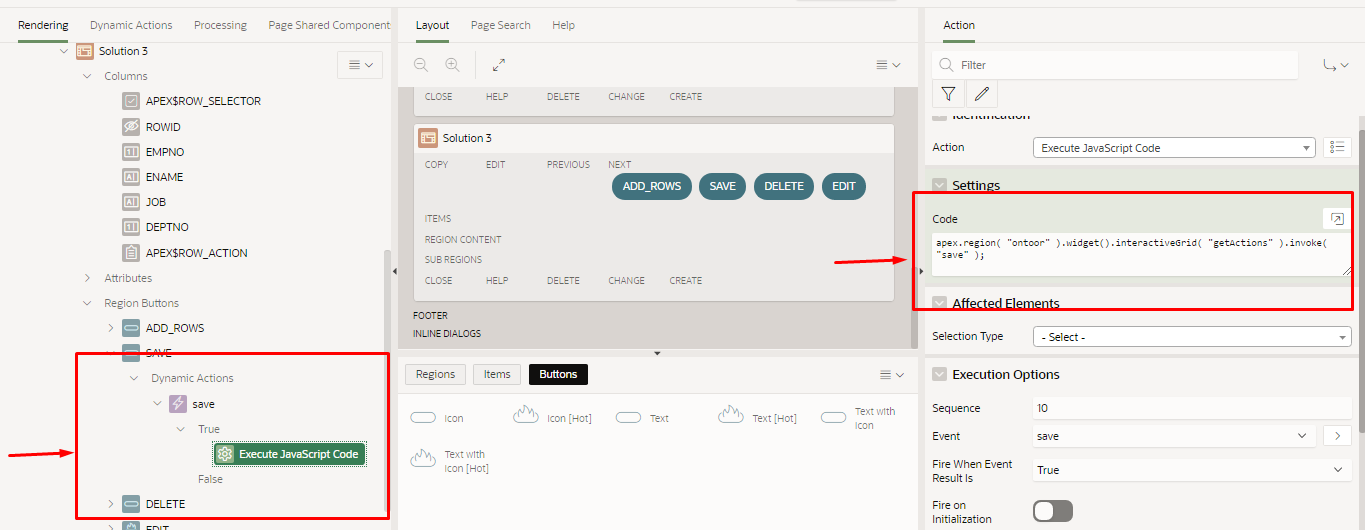 Rendering
Dynamic Actions
Processing
Page Shared Component
Solution 3
Columns
APEX$ROW_SELECTOR
ROWID
EMPNO
ENAME
JOB
DEPTNO
APEX$ROW_ACTION
Attributes
Region Buttons
ADD_ROWS
SAVE
Dynamic Actions
save
True
Execute JavaScript Code
False
DELETE
EDIT
Layout
Page Search
Help
CLOSE HELP DELETE CHANGE CREATE
Solution 3
COPY EDIT PREVIOUS NEXT
ADD_ROWS SAVE DELETE EDIT
ITEMS
REGION CONTENT
SUB REGIONS
CLOSE HELP DELETE CHANGE CREATE
FOOTER
INLINE DIALOGS
Regions Items Buttons
Icon
Icon [Hot]
Text
Text [Hot]
Text with
Icon
Text with
Icon [Hot]
Action
Filter
Identification
Action Execute JavaScript Code
Settings
Code
apex.region( "ontoor" ).widget().interactiveGrid( "getActions" ).invoke(
"save" );
Affected Elements
Selection Type - Select -
Execution Options
Sequence 10
Event save
Fire When Event
Result Is
True
Fire on
Initialization